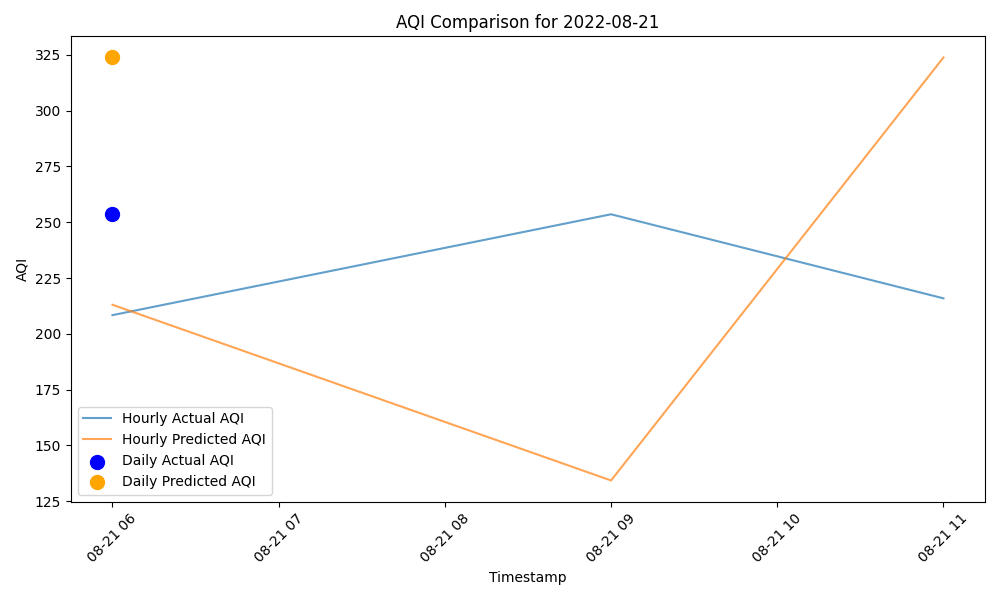 AQI Comparison for 2022-08-21
AQI
325
300
275
250
225
200
175
150
125
Hourly Actual AQI
Hourly Predicted AQI
Daily Actual AQI
Daily Predicted AQI
08-21 06
08-21 07
08-21 08
08-21 09
08-21 10
08-21 11
Timestamp